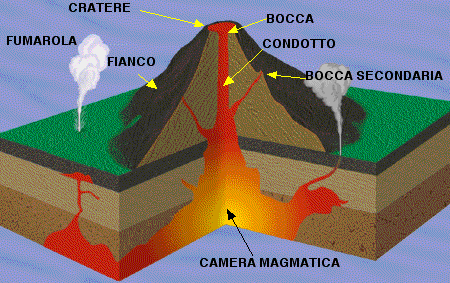 CRATERE
BOCCA
FUMAROLA
CONDOTTO
FIANCO
BOCCA SECONDARIA
CAMERA MAGMATICA